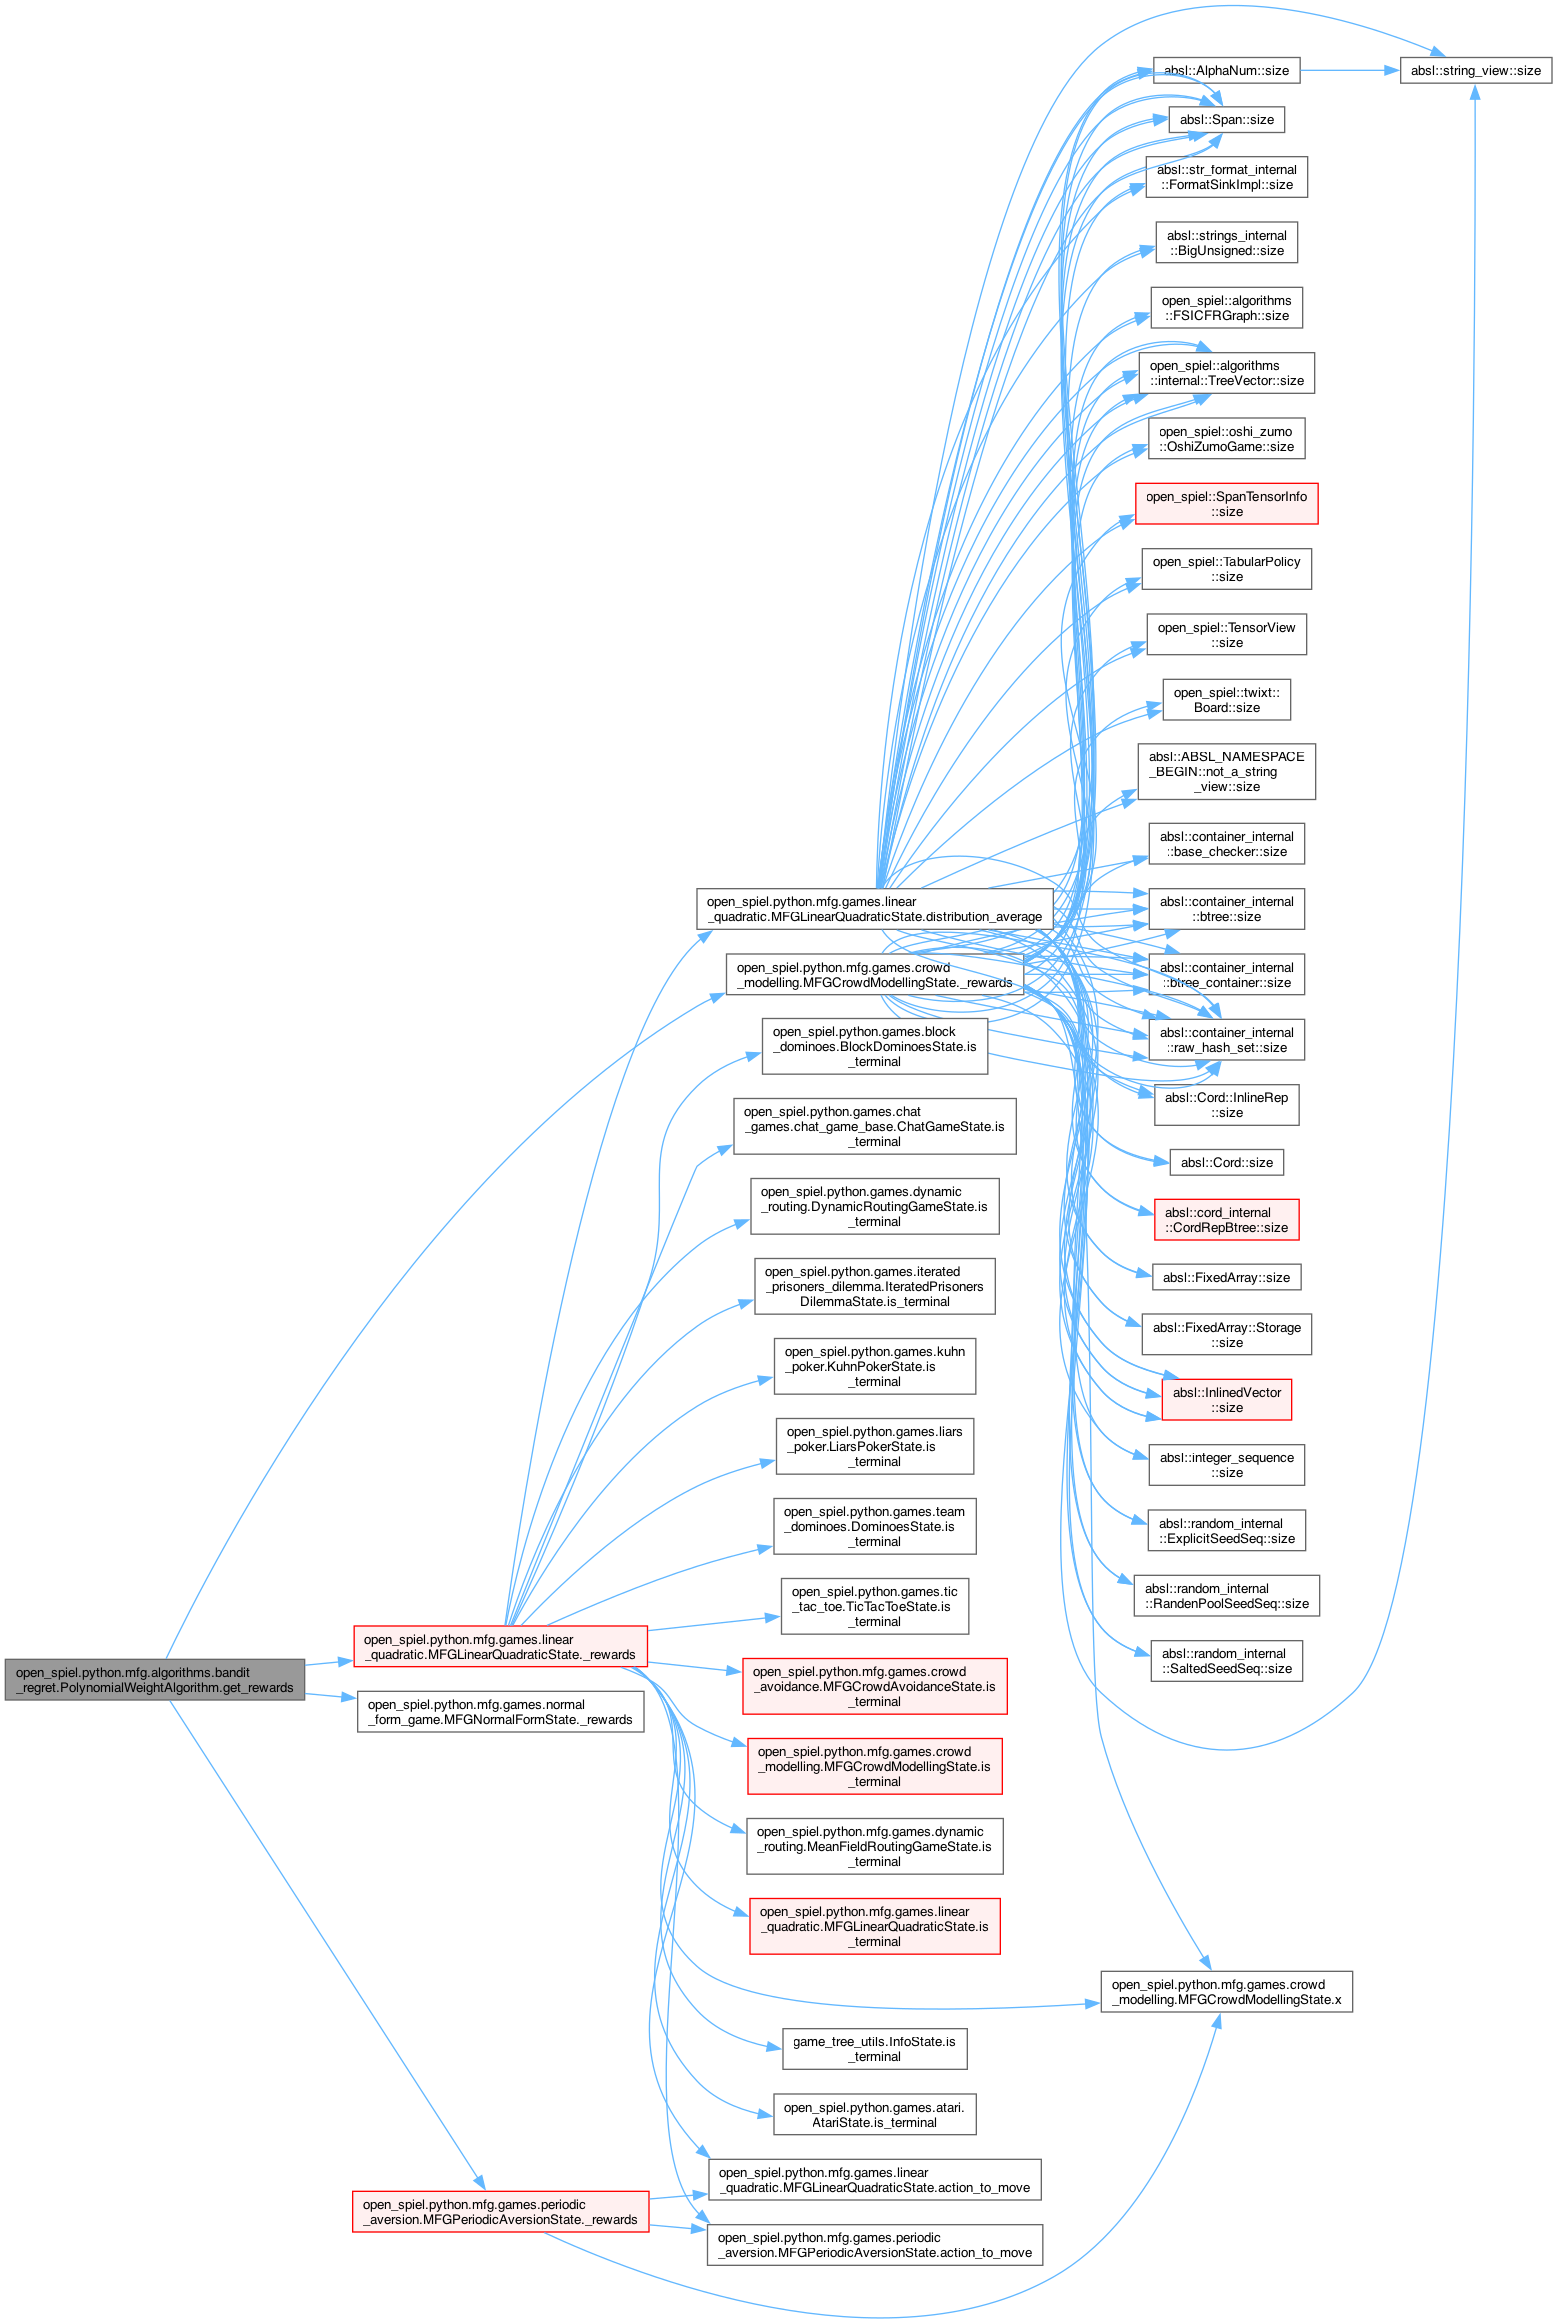 open_spiel.python.mfg.algorithms.bandit
_regret.PolynomialWeightAlgorithm.get_rewards
open_spiel.python.mfg.games.linear
_quadratic.MFGLinearQuadraticState._rewards
open_spiel.python.mfg.games.normal
_form_game.MFGNormalFormState._rewards
open_spiel.python.mfg.games.periodic
_aversion.MFGPeriodicAversionState._rewards
open_spiel.python.mfg.games.linear
_quadratic.MFGLinearQuadraticState.distribution_average
open_spiel.python.mfg.games.crowd
_modelling.MFGCrowdModellingState._rewards
open_spiel.python.games.block
_dominoes.BlockDominoesState.is
_terminal
open_spiel.python.games.chat
_games.chat_game_base.ChatGameState.is
_terminal
open_spiel.python.games.dynamic
_routing.DynamicRoutingGameState.is
_terminal
open_spiel.python.games.iterated
_prisoners_dilemma.IteratedPrisoners
DilemmaState.is_terminal
open_spiel.python.games.kuhn
_poker.KuhnPokerState.is
_terminal
open_spiel.python.games.liars
_poker.LiarsPokerState.is
_terminal
open_spiel.python.games.team
_dominoes.DominoesState.is
_terminal
open_spiel.python.games.tic
_tac_toe.TicTacToeState.is
_terminal
open_spiel.python.mfg.games.crowd
_avoidance.MFGCrowdAvoidanceState.is
_terminal
open_spiel.python.mfg.games.crowd
_modelling.MFGCrowdModellingState.is
_terminal
open_spiel.python.mfg.games.dynamic
_routing.MeanFieldRoutingGameState.is
_terminal
open_spiel.python.mfg.games.linear
_quadratic.MFGLinearQuadraticState.is
_terminal
game_tree_utils.InfoState.is
_terminal
open_spiel.python.games.atari.
AtariState.is_terminal
open_spiel.python.mfg.games.linear
_quadratic.MFGLinearQuadraticState.action_to_move
open_spiel.python.mfg.games.periodic
_aversion.MFGPeriodicAversionState.action_to_move
absl::AlphaNum::size
absl::Span::size
absl::str_format_internal
::FormatSinkImpl::size
absl::strings_internal
::BigUnsigned::size
open_spiel::algorithms
::FSICFRGraph::size
open_spiel::algorithms
::internal::TreeVector::size
open_spiel::oshi_zumo
::OshiZumoGame::size
open_spiel::SpanTensorInfo
::size
open_spiel::TabularPolicy
::size
open_spiel::TensorView
::size
open_spiel::twixt::
Board::size
absl::ABSL_NAMESPACE
_BEGIN::not_a_string
_view::size
absl::container_internal
::base_checker::size
absl::container_internal
::btree::size
absl::container_internal
::btree_container::size
absl::container_internal
::raw_hash_set::size
absl::Cord::InlineRep
::size
absl::Cord::size
absl::cord_internal
::CordRepBtree::size
absl::FixedArray::size
absl::FixedArray::Storage
::size
absl::InlinedVector
::size
absl::integer_sequence
::size
absl::random_internal
::ExplicitSeedSeq::size
absl::random_internal
::RandenPoolSeedSeq::size
absl::random_internal
::SaltedSeedSeq::size
open_spiel.python.mfg.games.crowd
_modelling.MFGCrowdModellingState.x
absl::string_view::size